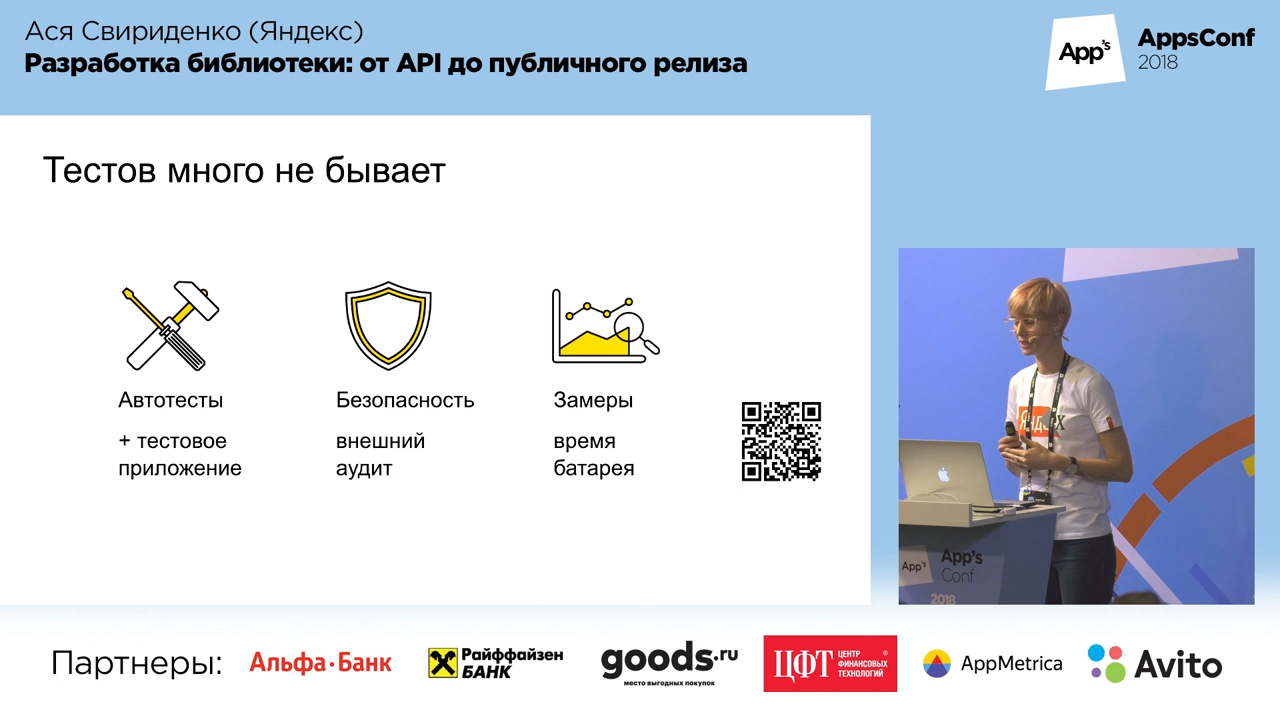 Ася Свириденко (Яндекс)
Разработка библиотеки: от API до публичного релиза
App's
AppsConf
2018
Тестов много не бывает
Автотесты
+ тестовое
приложение
Безопасность
внешний
аудит
Замеры
время
батарея
App's
App's
Conf
2018
Партнеры:
Альфа·Банк
Райффайзен
БАНК
goods.ru
место выгодных покупок
ЦФТ
ЦЕНТР
ФИНАНСОВЫХ
ТЕХНОЛОГИЙ
®
AppMetrica
Avito